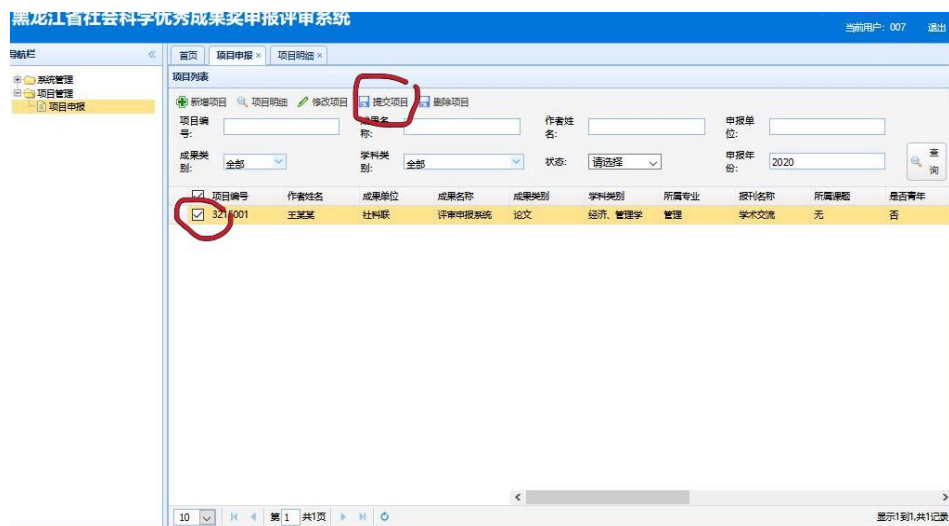 黑龙江省社会科学优秀成果奖申报评审系统
当前用户: 007 退出
导航栏
首页 项目申报 项目明细
系统管理
项目管理
项目申报
项目列表
新增项目 项目明细 修改项目 提交项目 删除项目
项目编号: 成果名称: 作者姓名: 申报单位:
成果类别: 全部 学科类别: 全部 状态: 请选择 申报年份: 2020 查询
项目编号 作者姓名 成果单位 成果名称 成果类别 学科类别 所属专业 报刊名称 所属课题 是否青年
王某某 社科联 评审申报系统 论文 经济、管理学 管理 学术交流 无 否
10 第 1 共1页 显示1到1,共1记录